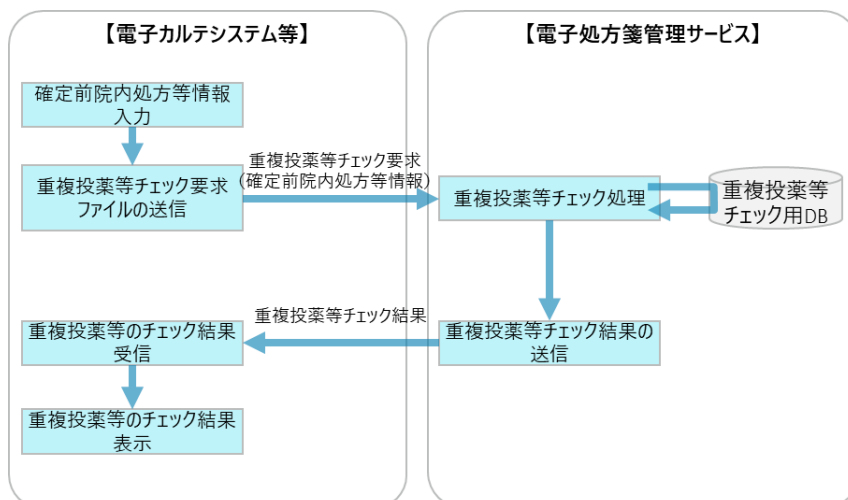 【電子カルテシステム等】
【電子処方箋管理サービス】
確定前院内処方等情報
入力
重複投薬等チェック要求
ファイルの送信
重複投薬等チェック要求
(確定前院内処方等情報)
重複投薬等チェック処理
重複投薬等
チェック用DB
重複投薬等チェック結果の
送信
重複投薬等チェック結果
重複投薬等のチェック結果
受信
重複投薬等のチェック結果
表示